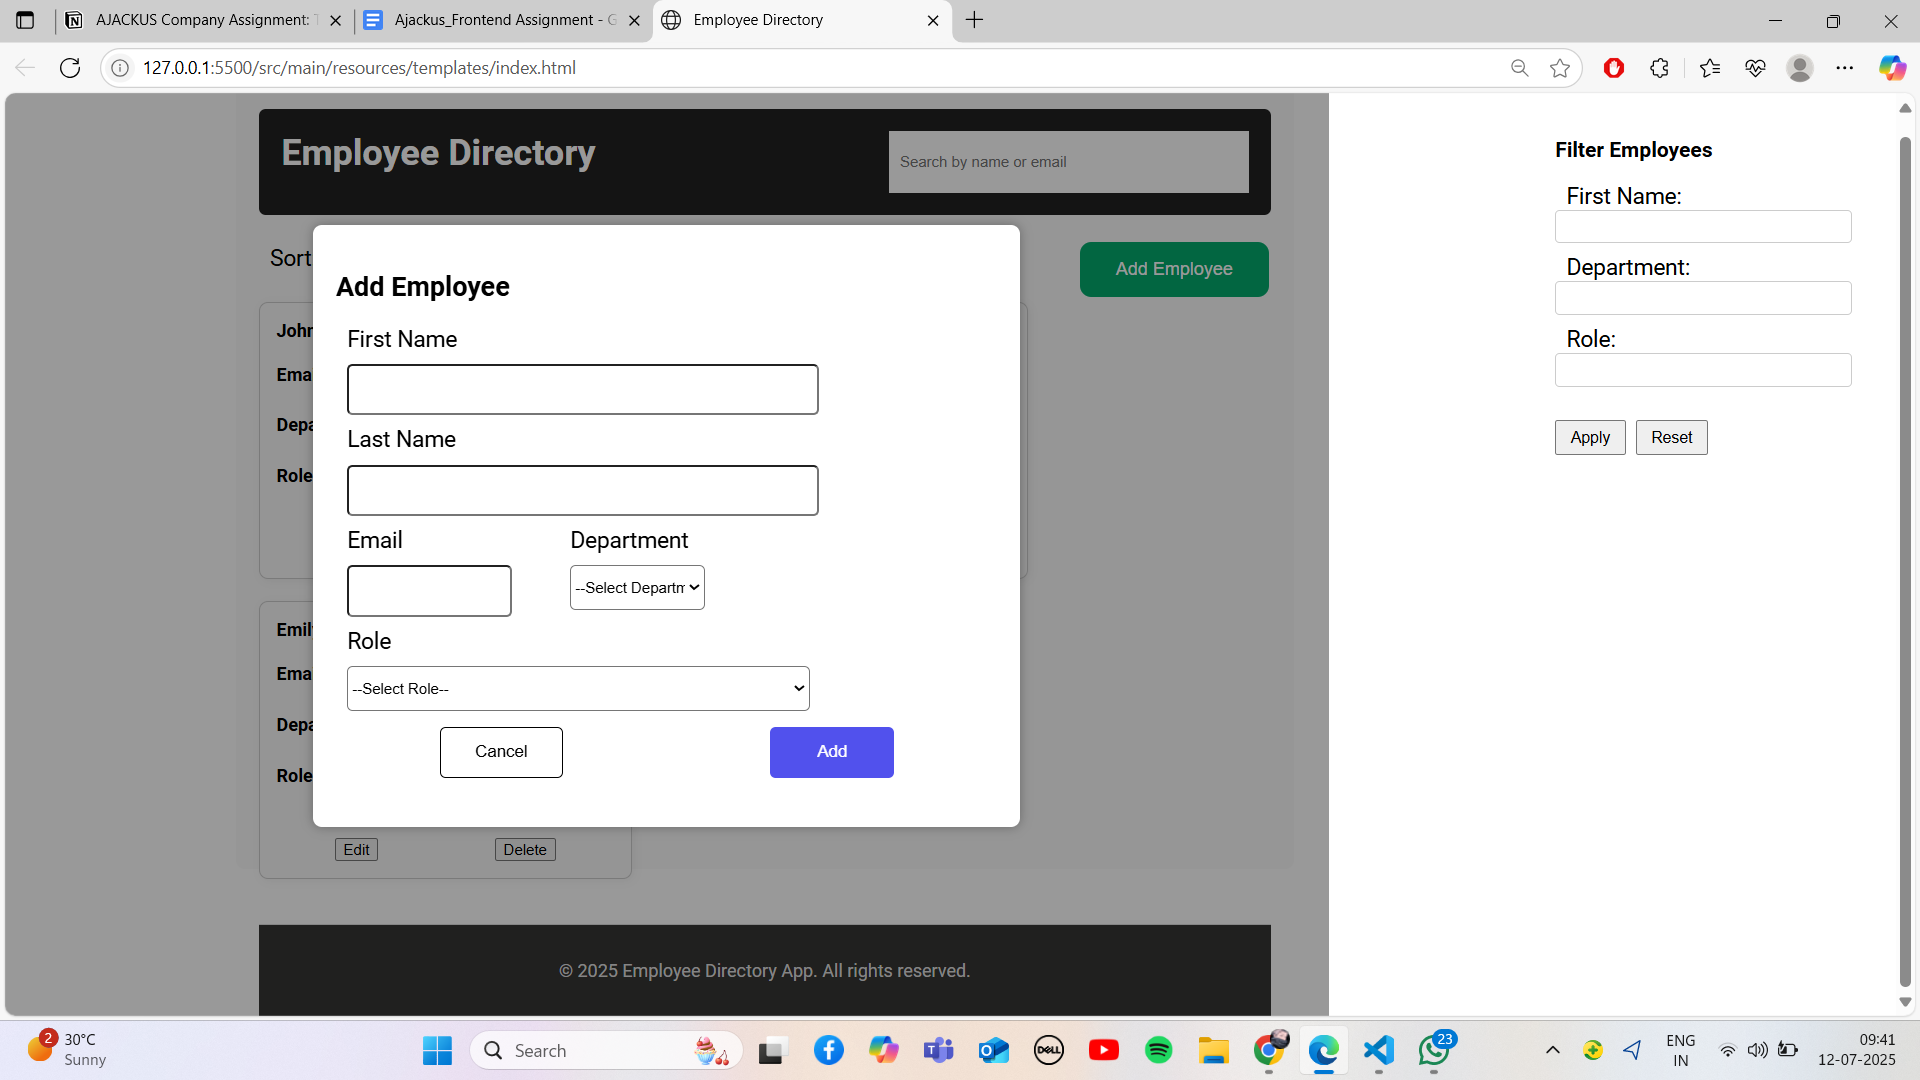 AJACKUS Company Assignment:
Ajackus_Frontend Assignment - G
Employee Directory
127.0.0.1:5500/src/main/resources/templates/index.html
Employee Directory
Search by name or email
Filter Employees
First Name:
Department:
Role:
Apply
Reset
Sort
Add Employee
Add Employee
First Name
Last Name
Email
Department
--Select Departm
Role
--Select Role--
Cancel
Add
John
Ema
Depa
Role
Emil
Ema
Depa
Role
Edit
Delete
© 2025 Employee Directory App. All rights reserved.
2
30°C
Sunny
Search
DELL
23
ENG
IN
09:41
12-07-2025